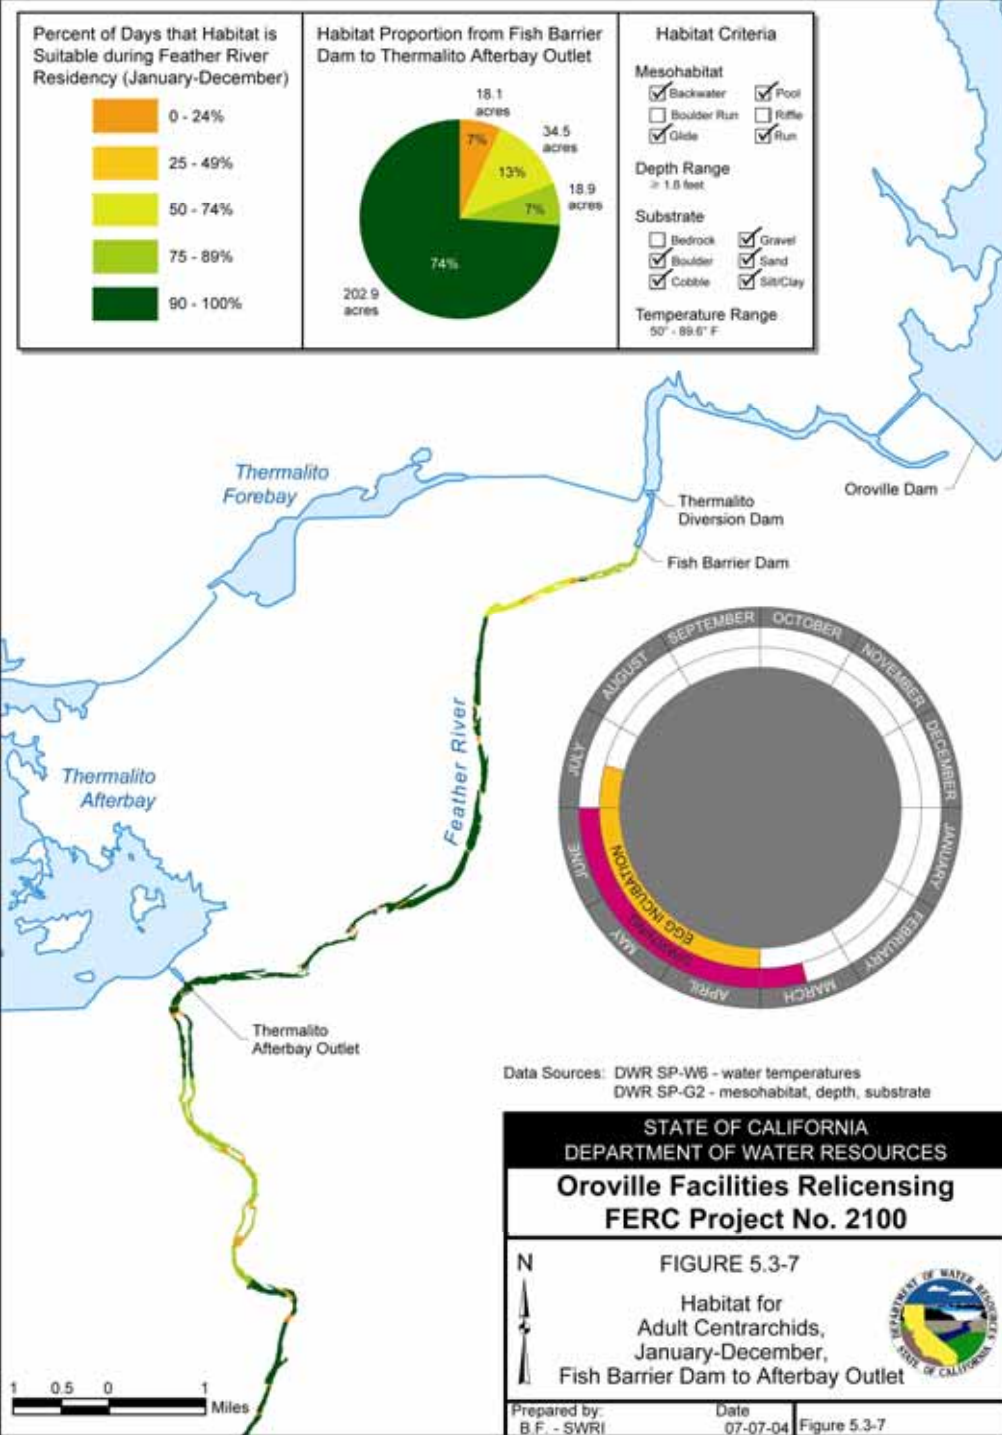 Percent of Days that Habitat is
Suitable during Feather River
Residency (January-December)
0 - 24%
25 - 49%
50 - 74%
75 - 89%
90 - 100%
Habitat Proportion from Fish Barrier
Dam to Thermalito Afterbay Outlet
18.1
acres
34.5
acres
18.9
acres
202.9
acres
7%
13%
7%
74%
Habitat Criteria
Mesohabitat
Backwater
Pool
Boulder Run
Riffle
Glide
Run
Depth Range
≥ 1.6 feet
Substrate
Bedrock
Gravel
Boulder
Sand
Cobble
Silt/Clay
Temperature Range
50° - 89.6° F
Thermalito
Forebay
Thermalito
Diversion Dam
Oroville Dam
Fish Barrier Dam
Feather River
Thermalito
Afterbay
Thermalito
Afterbay Outlet
SEPTEMBER
OCTOBER
NOVEMBER
DECEMBER
JANUARY
FEBRUARY
MARCH
APRIL
MAY
JUNE
JULY
AUGUST
EGG INCUBATION
SPAWNING
Data Sources: DWR SP-W6 - water temperatures
DWR SP-G2 - mesohabitat, depth, substrate
STATE OF CALIFORNIA
DEPARTMENT OF WATER RESOURCES
Oroville Facilities Relicensing
FERC Project No. 2100
N
FIGURE 5.3-7
Habitat for
Adult Centrarchids,
January-December,
Fish Barrier Dam to Afterbay Outlet
DEPARTMENT OF WATER RESOURCES
STATE OF CALIFORNIA
Prepared by:
B.F. - SWRI
Date
07-07-04
Figure 5.3-7
1 0.5 0 1
Miles